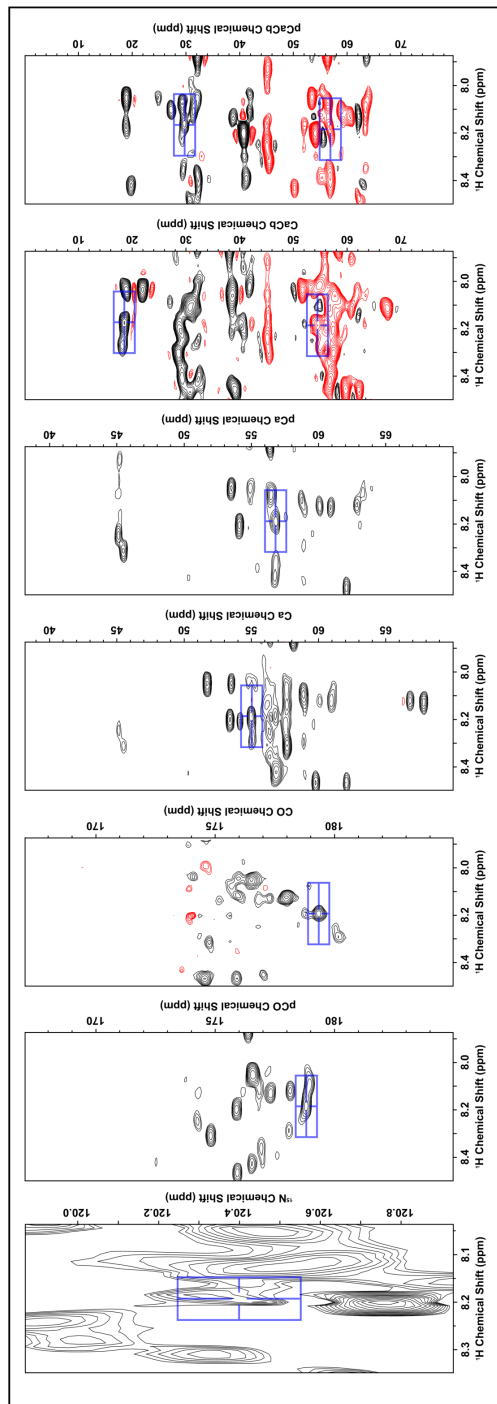 pCaCb Chemical Shift (ppm)
10 20 30 40 50 60 70
8.0
8.2
8.4
¹H Chemical Shift (ppm)
CaCb Chemical Shift (ppm)
10 20 30 40 50 60 70
8.0
8.2
8.4
¹H Chemical Shift (ppm)
pCa Chemical Shift (ppm)
40 45 50 55 60 65
8.0
8.2
8.4
¹H Chemical Shift (ppm)
Ca Chemical Shift (ppm)
40 45 50 55 60 65
8.0
8.2
8.4
¹H Chemical Shift (ppm)
CO Chemical Shift (ppm)
170 175 180
8.0
8.2
8.4
¹H Chemical Shift (ppm)
pCO Chemical Shift (ppm)
170 175 180
8.0
8.2
8.4
¹H Chemical Shift (ppm)
¹⁵N Chemical Shift (ppm)
120.0 120.2 120.4 120.6 120.8
8.1
8.2
8.3
¹H Chemical Shift (ppm)